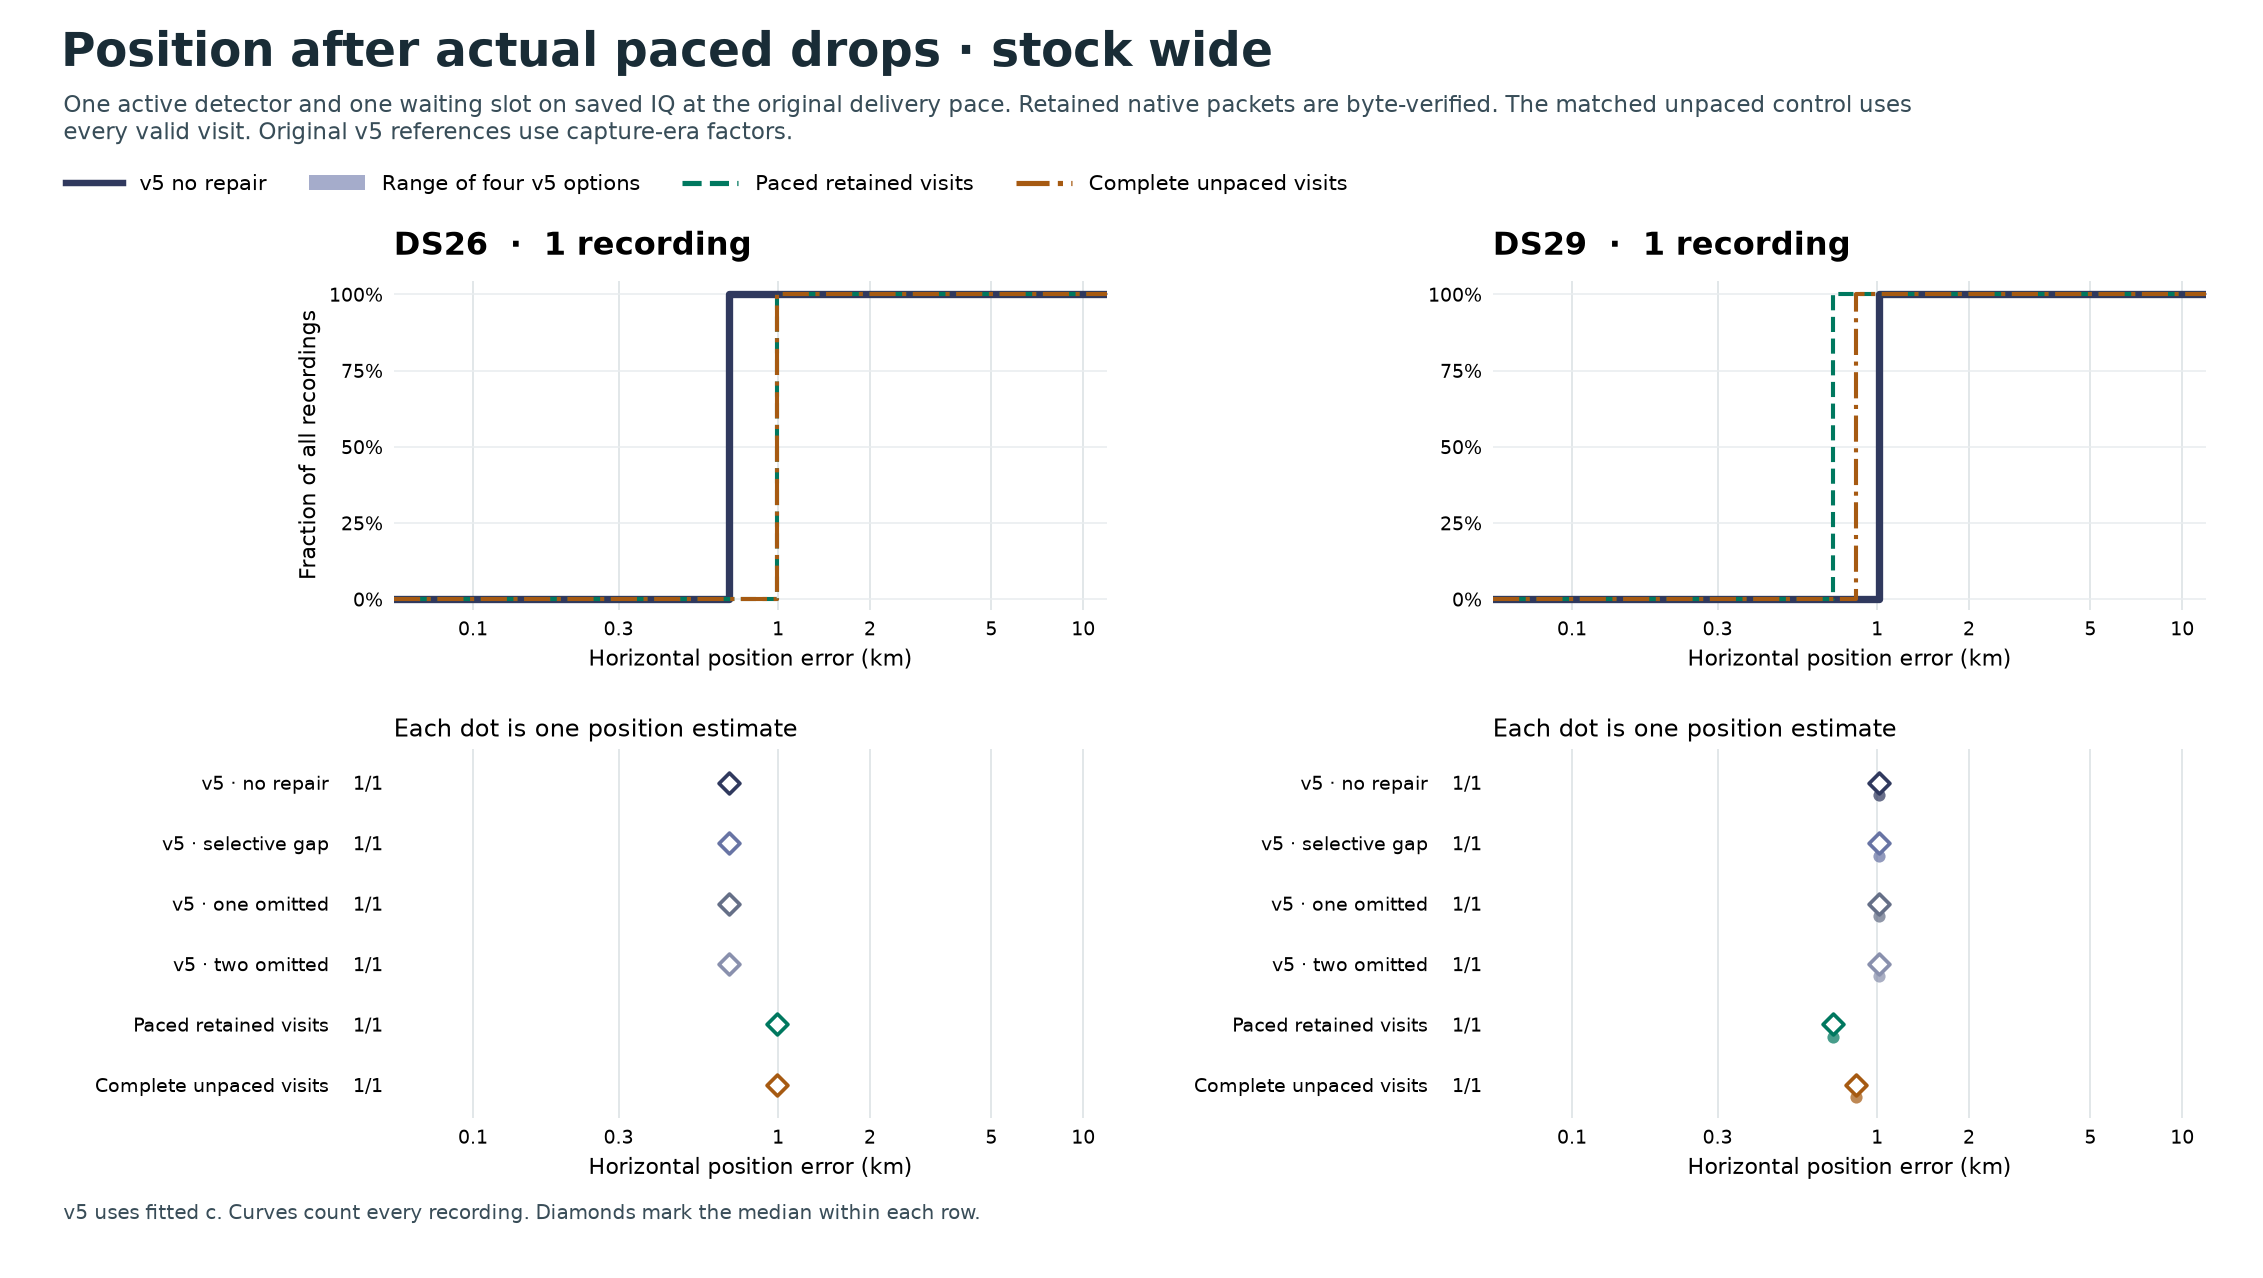 Position after actual paced drops · stock wide
One active detector and one waiting slot on saved IQ at the original delivery pace. Retained native packets are byte-verified. The matched unpaced control uses
every valid visit. Original v5 references use capture-era factors.
v5 no repair
Range of four v5 options
Paced retained visits
Complete unpaced visits
DS26 · 1 recording
100%
75%
50%
25%
0%
Fraction of all recordings
0.1 0.3 1 2 5 10
Horizontal position error (km)
DS29 · 1 recording
100%
75%
50%
25%
0%
0.1 0.3 1 2 5 10
Horizontal position error (km)
Each dot is one position estimate
v5 · no repair 1/1
v5 · selective gap 1/1
v5 · one omitted 1/1
v5 · two omitted 1/1
Paced retained visits 1/1
Complete unpaced visits 1/1
0.1 0.3 1 2 5 10
Horizontal position error (km)
Each dot is one position estimate
v5 · no repair 1/1
v5 · selective gap 1/1
v5 · one omitted 1/1
v5 · two omitted 1/1
Paced retained visits 1/1
Complete unpaced visits 1/1
0.1 0.3 1 2 5 10
Horizontal position error (km)
v5 uses fitted c. Curves count every recording. Diamonds mark the median within each row.